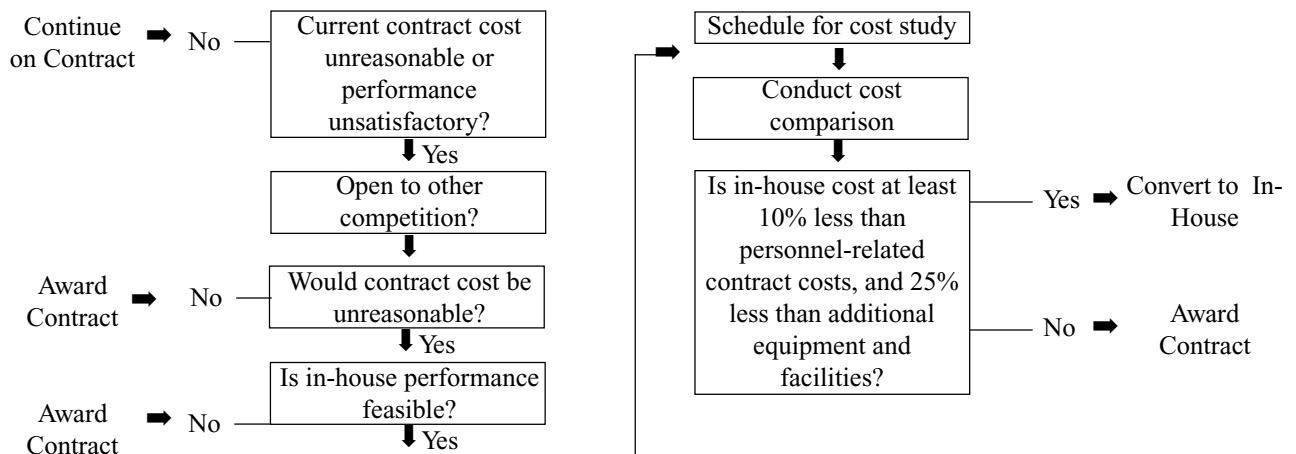 Continue
on Contract
No
Current contract cost
unreasonable or
performance
unsatisfactory?
Yes
Open to other
competition?
Award
Contract
No
Would contract cost be
unreasonable?
Yes
Award
Contract
No
Is in-house performance
feasible?
Yes
Schedule for cost study
Conduct cost
comparison
Is in-house cost at least
10% less than
personnel-related
contract costs, and 25%
less than additional
equipment and
facilities?
Yes
Convert to In-
House
No
Award
Contract